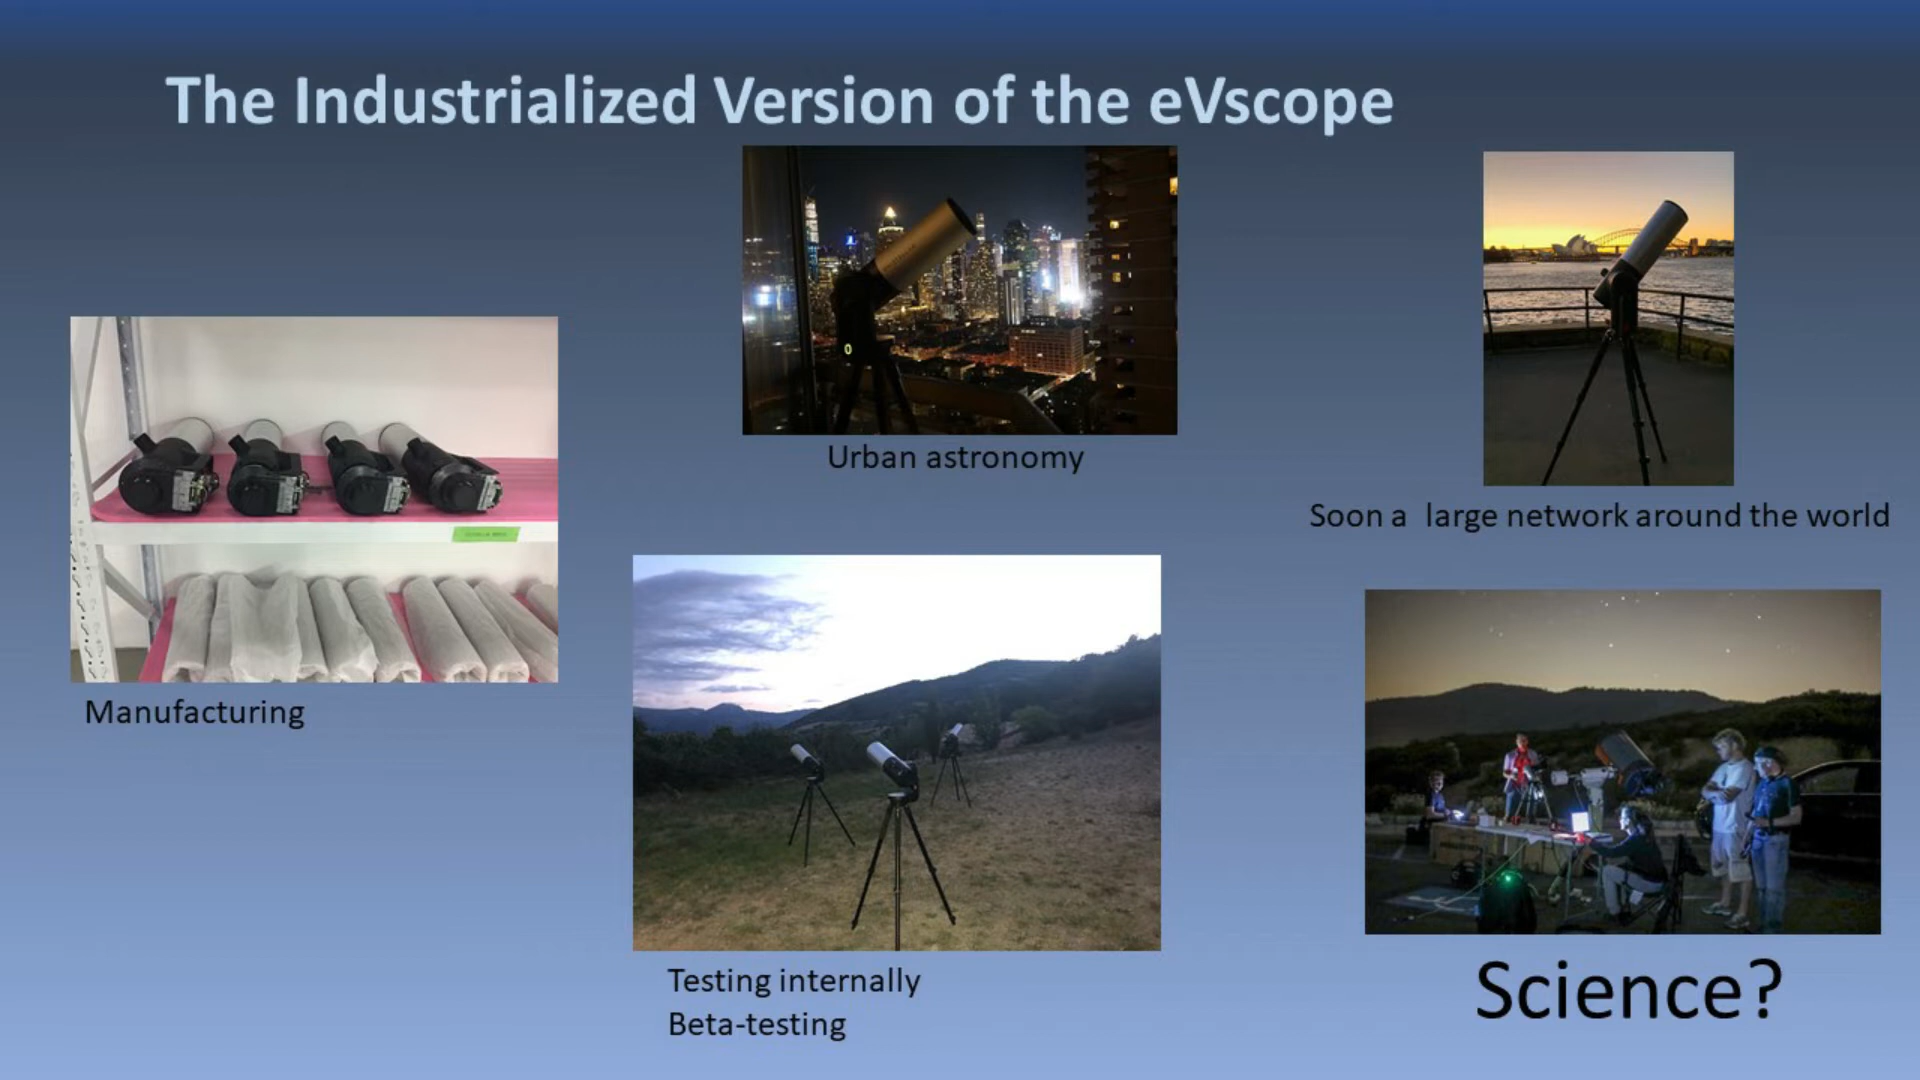 The Industrialized Version of the eVscope
Urban astronomy
Soon a large network around the world
Manufacturing
Testing internally
Beta-testing
Science?